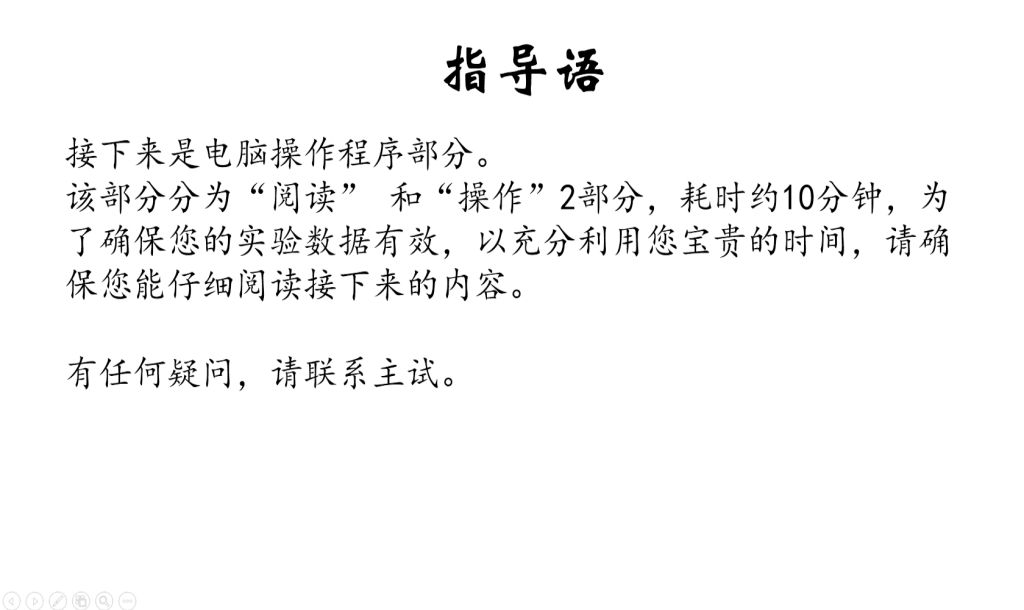 指导语
接下来是电脑操作程序部分。
该部分分为“阅读” 和“操作”2部分，耗时约10分钟，为
了确保您的实验数据有效，以充分利用您宝贵的时间，请确
保您能仔细阅读接下来的内容。
有任何疑问，请联系主试。